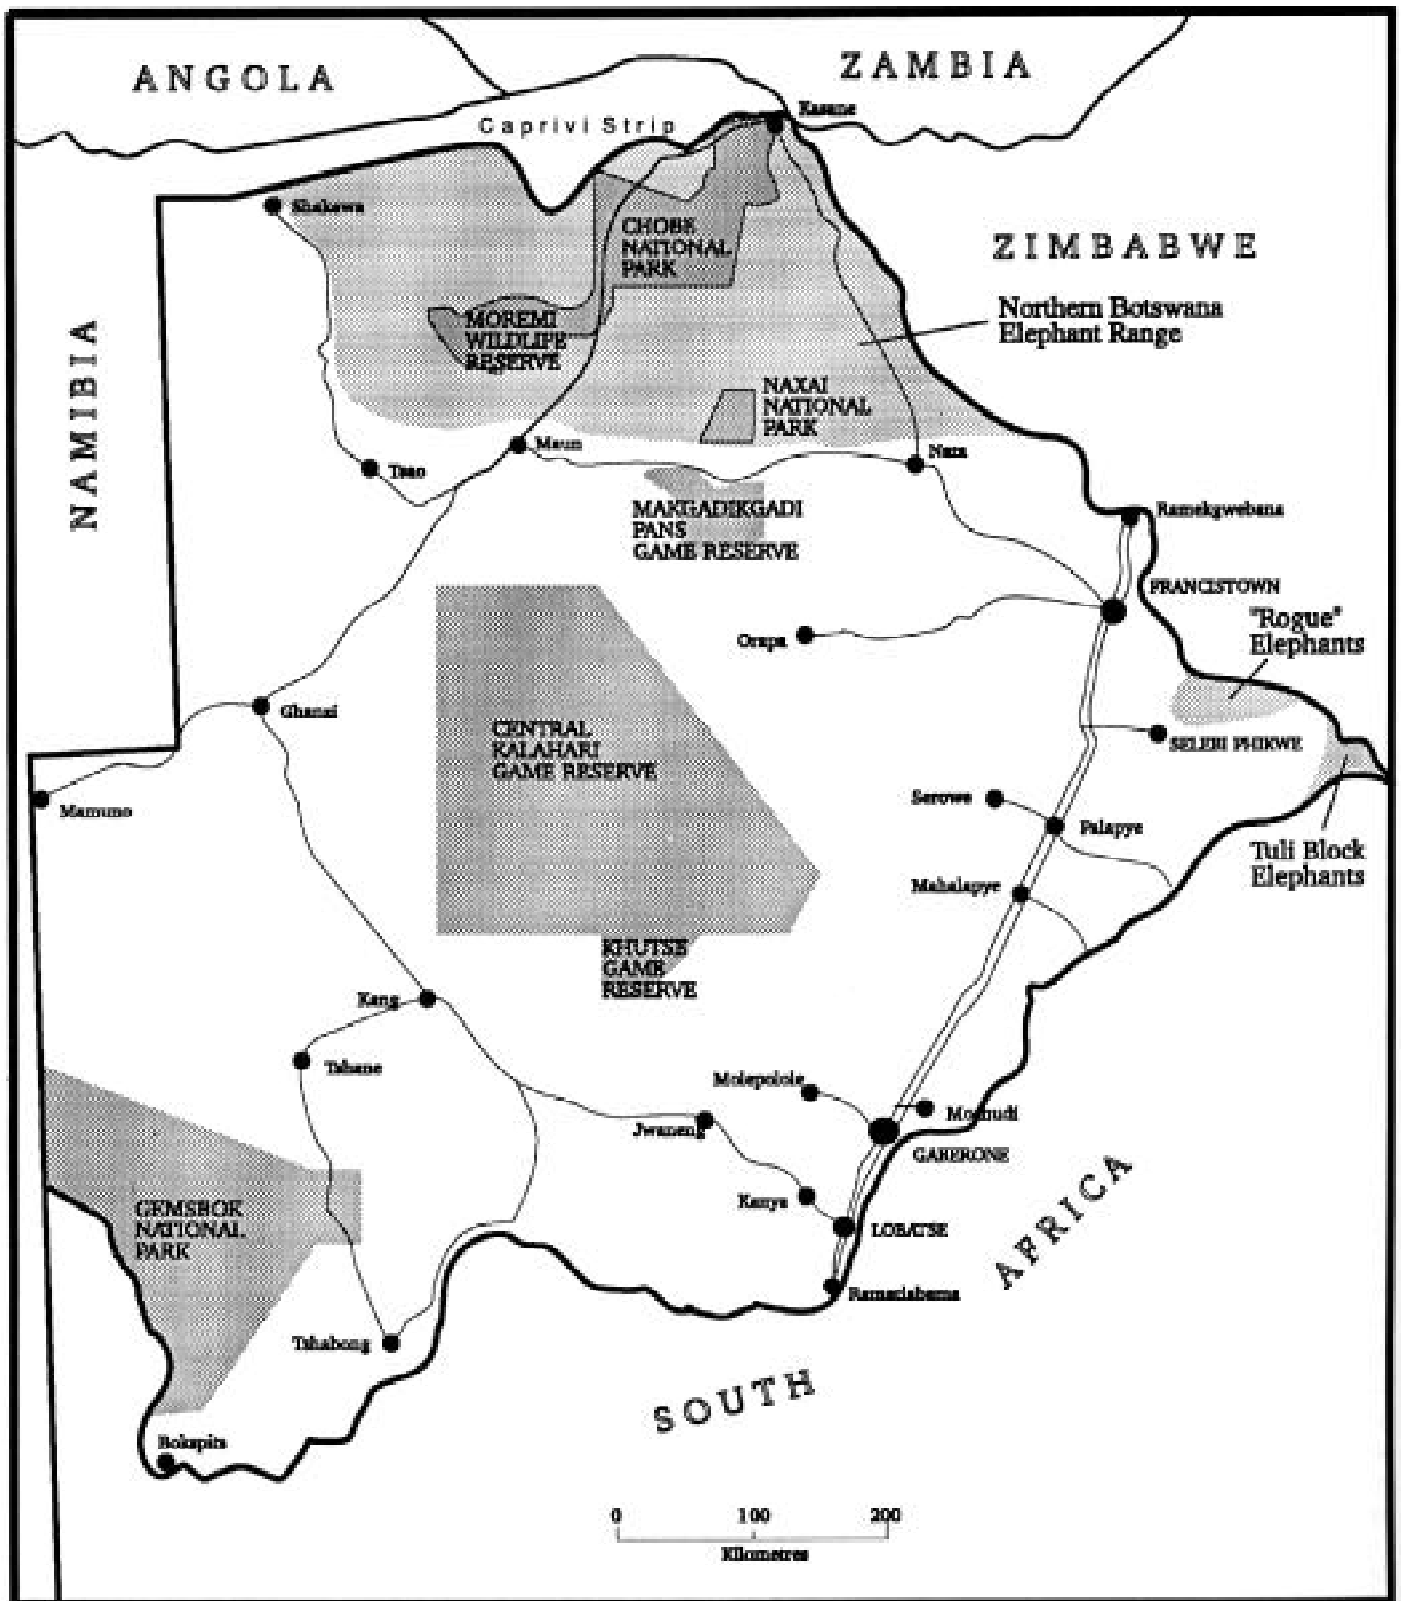 ANGOLA
ZAMBIA
Kasane
Caprivi Strip
Shakawe
CHOBE
NATIONAL
PARK
ZIMBABWE
Northern Botswana
Elephant Range
MOREMI
WILDLIFE
RESERVE
NAMIBIA
NAXAI
NATIONAL
PARK
Maun
Nata
Tsao
MAKGADIKGADI
PANS
GAME RESERVE
Ramekgwebana
FRANCISTOWN
"Rogue"
Elephants
Orapa
Ghanzi
CENTRAL
KALAHARI
GAME RESERVE
SELEBI PHIKWE
Mamuno
Serowe
Palapye
Tuli Block
Elephants
Mahalapye
KHUTSE
GAME
RESERVE
Kang
Tshane
Molepolole
Mochudi
Jwaneng
GABERONE
GEMSBOK
NATIONAL
PARK
Kanye
LOBATSE
Ramatlabama
Tshabong
SOUTH
AFRICA
Bokspits
0 100 200
Kilometres